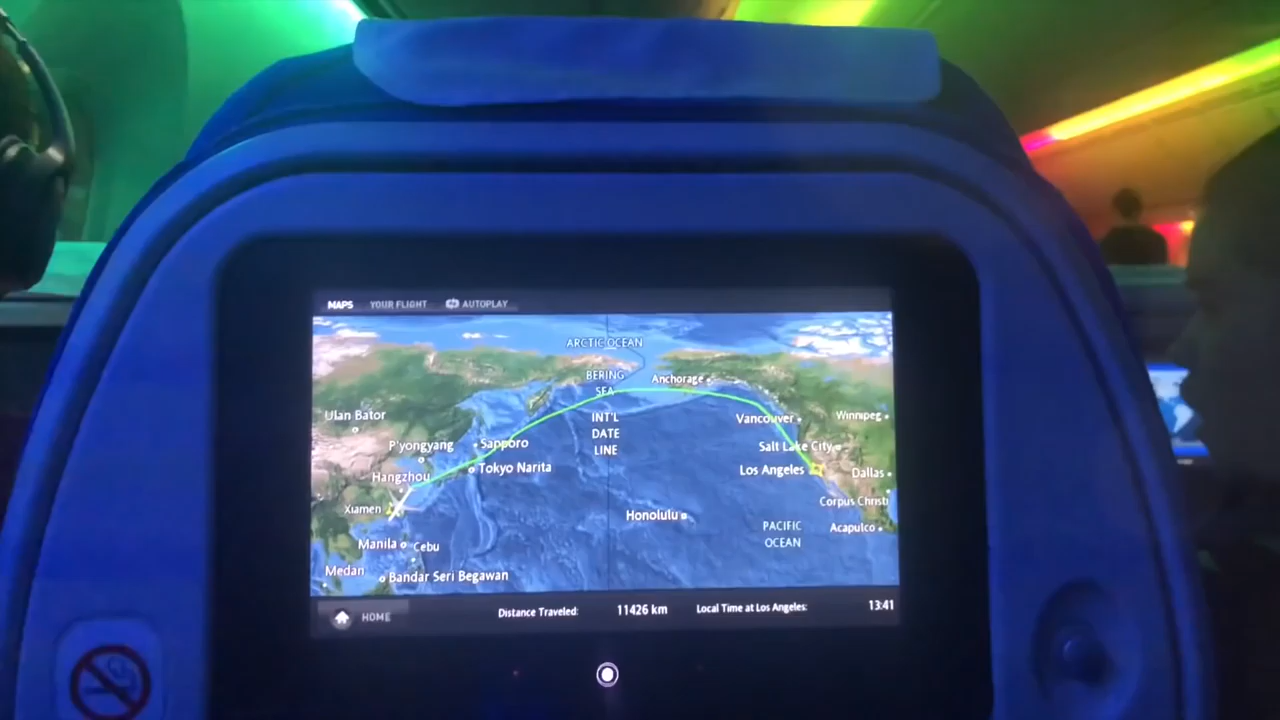 MAPS YOUR FLIGHT AUTOPLAY
ARCTIC OCEAN
BERING
SEA
Anchorage
INT'L
DATE
LINE
Ulan Bator
Vancouver
Winnipeg
P'yongyang
Sapporo
Salt Lake City
Tokyo Narita
Los Angeles
Dallas
Hangzhou
Xiamen
Honolulu
Corpus Christi
PACIFIC
OCEAN
Acapulco
Manila
Cebu
Medan
Bandar Seri Begawan
HOME
Distance Traveled: 11426 km
Local Time at Los Angeles: 13:41